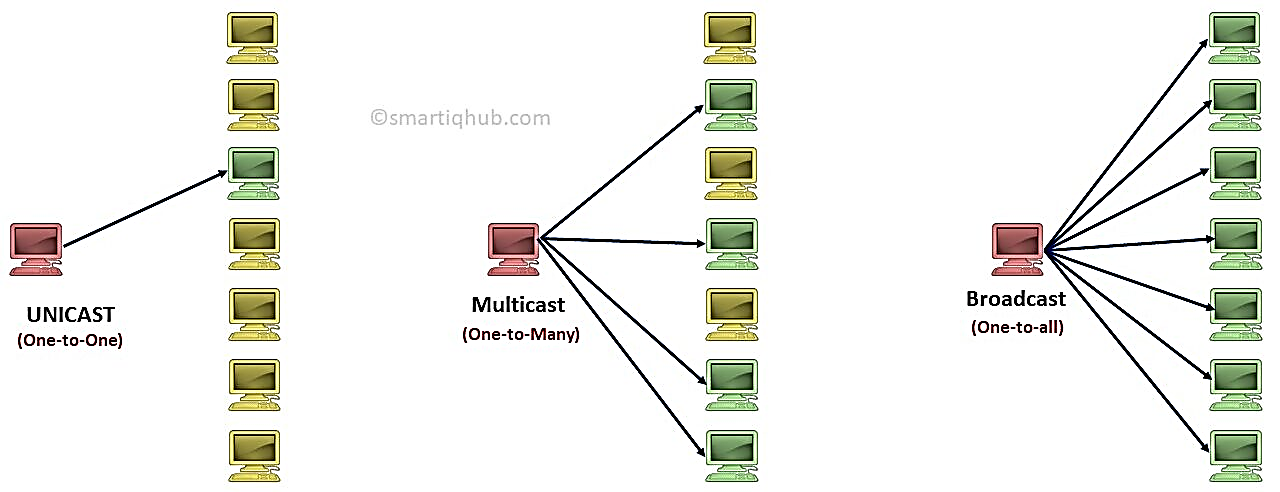 ©smartiqhub.com
UNICAST
(One-to-One)
Multicast
(One-to-Many)
Broadcast
(One-to-all)